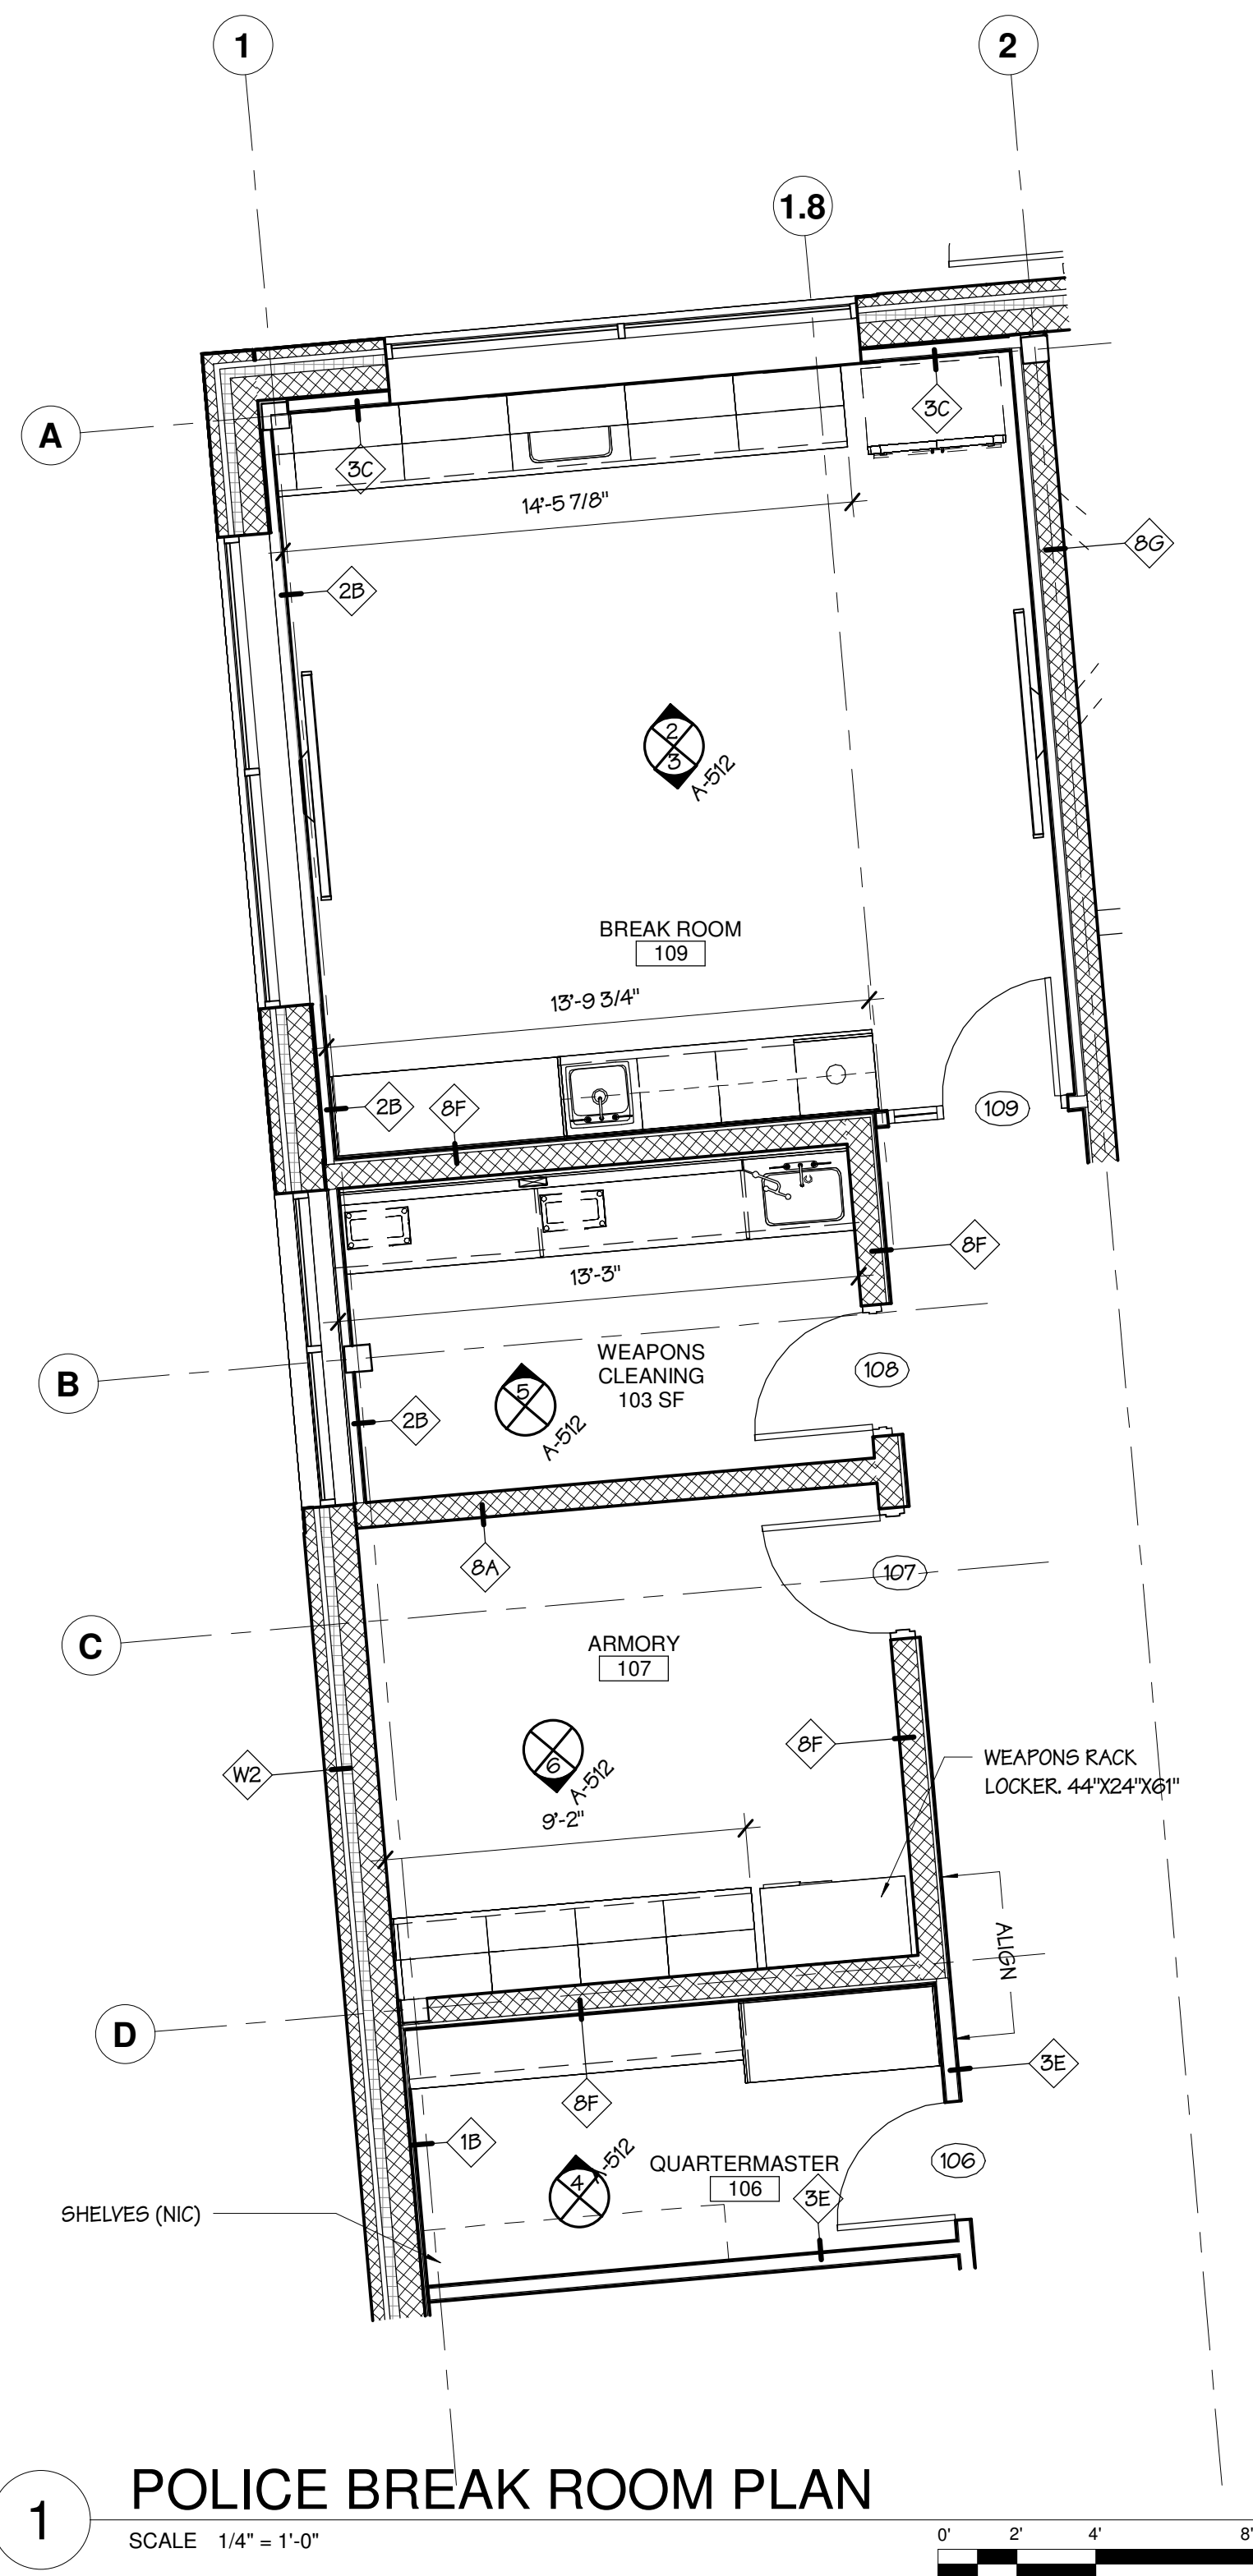 1
2
1.8
A
3C
3C
14'-5 7/8"
8G
2B
2
3
A-512
BREAK ROOM
109
13'-9 3/4"
2B
8F
109
8F
13'-3"
WEAPONS
CLEANING
103 SF
B
108
5
A-512
2B
8A
107
C
ARMORY
107
8F
6
A-512
W2
WEAPONS RACK
LOCKER. 44"X24"X61"
9'-2"
ALIGN
D
3E
8F
1B
4
A-512
QUARTERMASTER
106
106
3E
SHELVES (NIC)
1
POLICE BREAK ROOM PLAN
SCALE 1/4" = 1'-0"
0' 2' 4' 8'